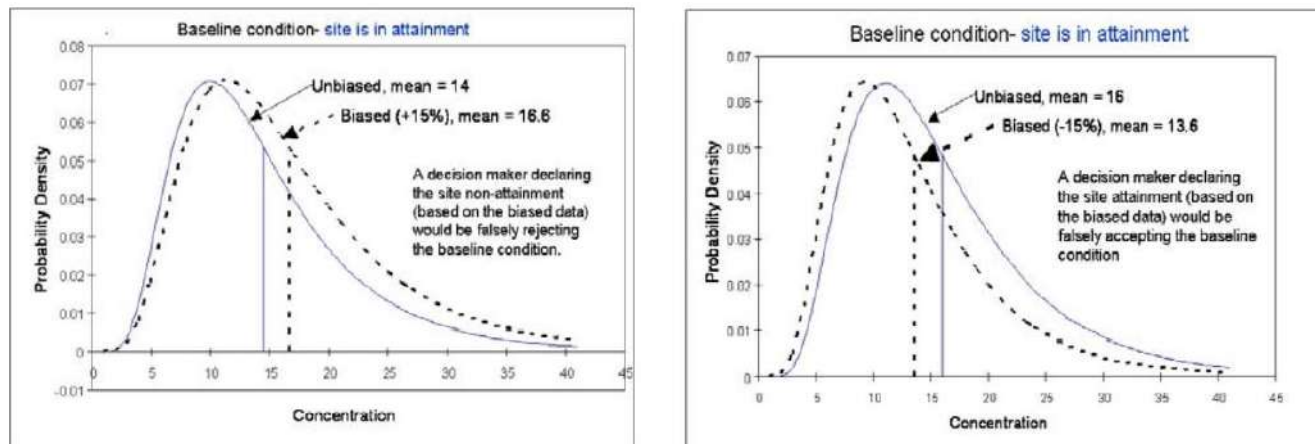 Baseline condition- site is in attainment
0.08
0.07
0.06
0.05
0.04
0.03
0.02
0.01
0
-0.01
Probability Density
Unbiased, mean = 14
Biased (+15%), mean = 16.6
A decision maker declaring
the site non-attainment
(based on the biased data)
would be falsely rejecting
the baseline condition.
0 5 10 15 20 25 30 35 40 45
Concentration
Baseline condition- site is in attainment
0.07
0.06
0.05
0.04
0.03
0.02
0.01
0
Probability Density
Unbiased, mean = 16
Biased (-15%), mean = 13.6
A decision maker declaring
the site attainment (based on
the biased data) would be
falsely accepting the baseline
condition
0 5 10 15 20 25 30 35 40 45
Concentration